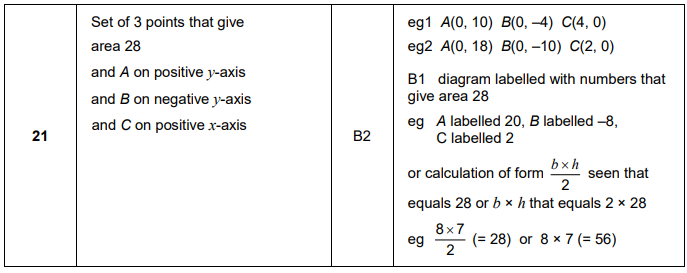 21
Set of 3 points that give
area 28
and A on positive y-axis
and B on negative y-axis
and C on positive x-axis
B2
eg1 A(0, 10) B(0, –4) C(4, 0)
eg2 A(0, 18) B(0, –10) C(2, 0)
B1 diagram labelled with numbers that
give area 28
eg A labelled 20, B labelled –8,
C labelled 2
or calculation of form b × h / 2 seen that
equals 28 or b × h that equals 2 × 28
eg 8 × 7 / 2 (= 28) or 8 × 7 (= 56)